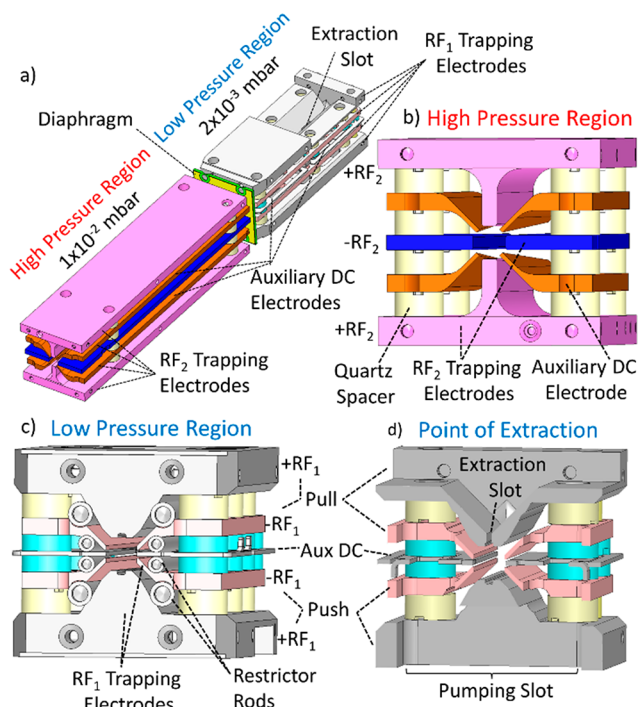 a)
Extraction
Slot
RF1 Trapping
Electrodes
Low Pressure Region
2x10-3 mbar
Diaphragm
High Pressure Region
1x10-2 mbar
Auxiliary DC
Electrodes
RF2 Trapping
Electrodes
b) High Pressure Region
+RF2
-RF2
+RF2
Quartz
Spacer
RF2 Trapping
Electrodes
Auxiliary DC
Electrode
c) Low Pressure Region
+RF1
Pull
-RF1
Aux DC
-RF1
Push
+RF1
RF1 Trapping
Electrodes
Restrictor
Rods
d) Point of Extraction
Extraction
Slot
Pumping Slot